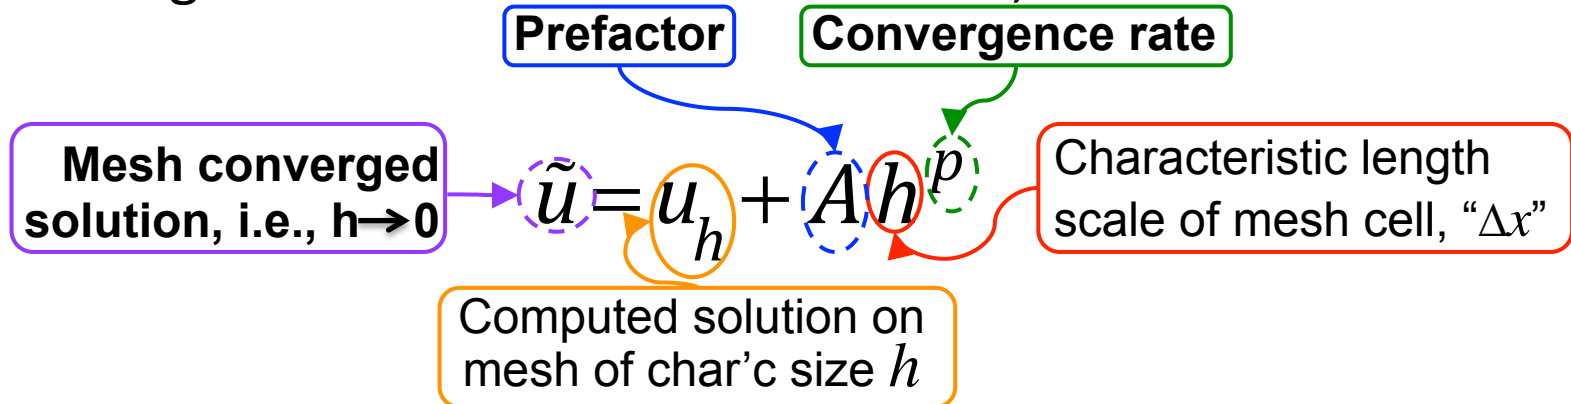 Prefactor
Convergence rate
Mesh converged
solution, i.e., h→0
ũ = u_h + A h^p
Characteristic length
scale of mesh cell, “Δx”
Computed solution on
mesh of char’c size h